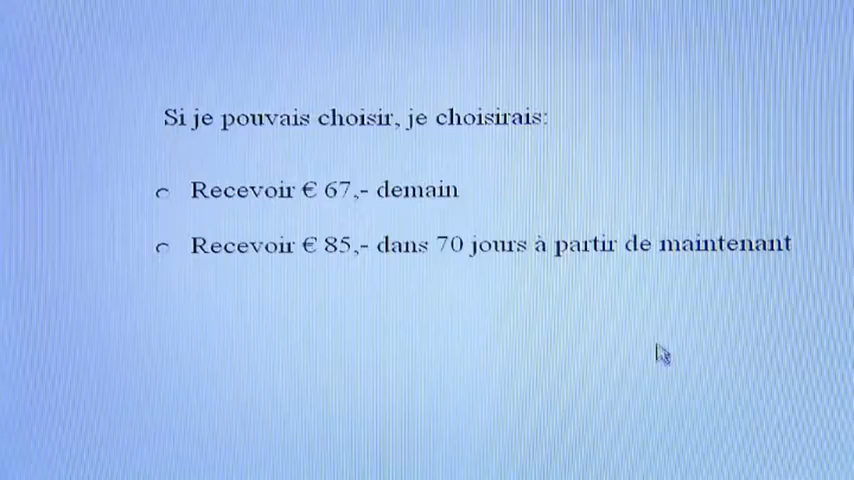 Si je pouvais choisir, je choisirais:
Recevoir € 67,- demain
Recevoir € 85,- dans 70 jours à partir de maintenant